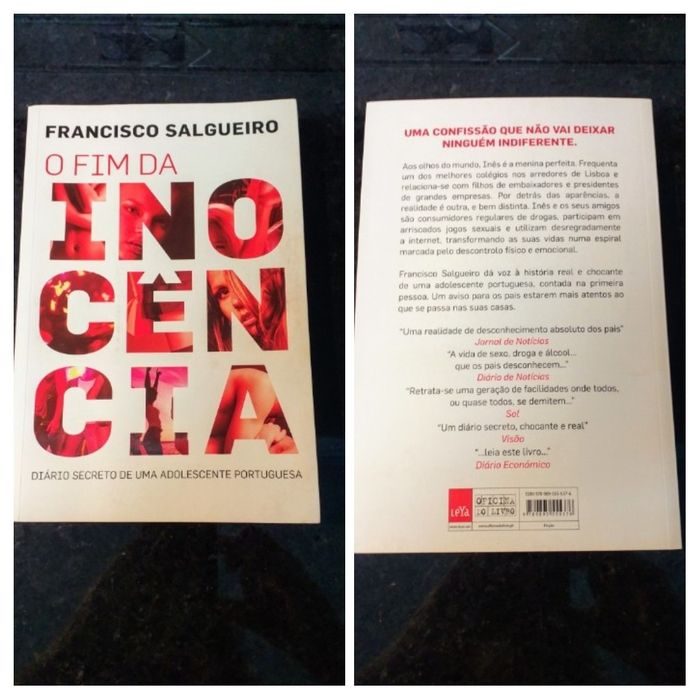 FRANCISCO SALGUEIRO
O FIM DA
INO
CÊN
CIA
DIÁRIO SECRETO DE UMA ADOLESCENTE PORTUGUESA
UMA CONFISSÃO QUE NÃO VAI DEIXAR
NINGUÉM INDIFERENTE.
Aos olhos do mundo, Inês é a menina perfeita. Frequenta
um dos melhores colégios nos arredores de Lisboa e
relaciona-se com filhos de embaixadores e presidentes
de grandes empresas. Por detrás das aparências, a
realidade é outra, e bem distinta. Inês e os seus amigos
são consumidores regulares de drogas, participam em
arriscados jogos sexuais e utilizam desregradamente
a internet, transformando as suas vidas numa espiral
marcada pelo descontrolo físico e emocional.
Francisco Salgueiro dá voz à história real e chocante
de uma adolescente portuguesa, contada na primeira
pessoa. Um aviso para os pais estarem mais atentos ao
que se passa nas suas casas.
"Uma realidade de desconhecimento absoluto dos pais"
Jornal de Notícias
"A vida de sexo, droga e álcool...
que os pais desconhecem..."
Diário de Notícias
"Retrata-se uma geração de facilidades onde todos,
ou quase todos, se demitem..."
Sol
"Um diário secreto, chocante e real"
Visão
"...leia este livro..."
Diário Económico
LEYA
OFICINA
DO LIVRO